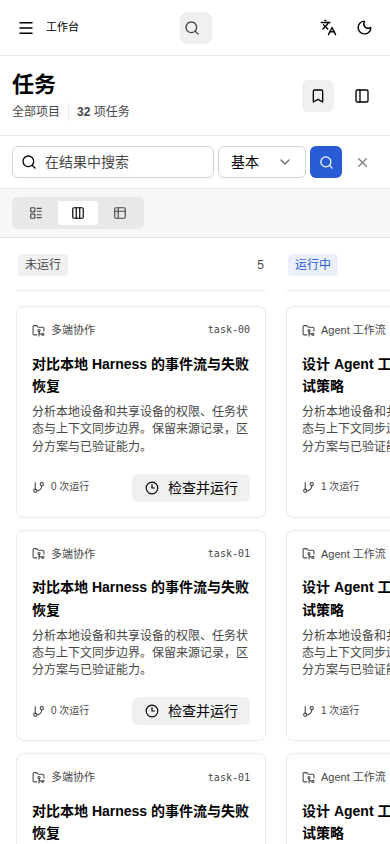 工作台
任务
全部项目 32 项任务
在结果中搜索 基本
未运行 5 运行中
多端协作 task-00 Agent 工作流
对比本地 Harness 的事件流与失败 设计 Agent 工
恢复 试策略
分析本地设备和共享设备的权限、任务状 分析本地设备和共
态与上下文同步边界。保留来源记录，区 态与上下文同步边
分方案与已验证能力。 分方案与已验证能
0 次运行 检查并运行 1 次运行
多端协作 task-01 Agent 工作流
对比本地 Harness 的事件流与失败 设计 Agent 工
恢复 试策略
分析本地设备和共享设备的权限、任务状 分析本地设备和共
态与上下文同步边界。保留来源记录，区 态与上下文同步边
分方案与已验证能力。 分方案与已验证能
0 次运行 检查并运行 1 次运行
多端协作 task-01 Agent 工作流
对比本地 Harness 的事件流与失败 设计 Agent 工
恢复 试策略